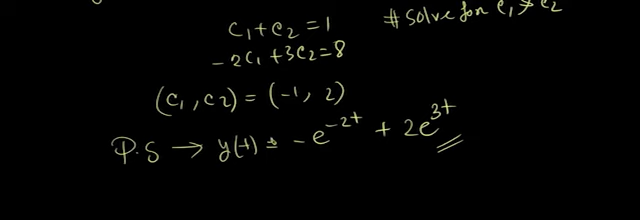 # Solve for C₁ & C₂
C₁ + C₂ = 1
-2C₁ + 3C₂ = 8
(C₁, C₂) = (-1, 2)
P.S → y(t) = -e^{-2t} + 2e^{3t}